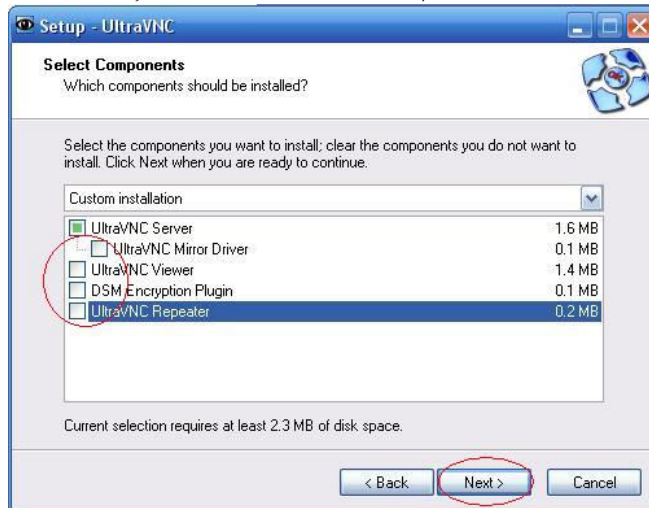 Setup - UltraVNC
Select Components
Which components should be installed?
Select the components you want to install; clear the components you do not want to
install. Click Next when you are ready to continue.
Custom installation
UltraVNC Server 1.6 MB
UltraVNC Mirror Driver 0.1 MB
UltraVNC Viewer 1.4 MB
DSM Encryption Plugin 0.1 MB
UltraVNC Repeater 0.2 MB
Current selection requires at least 2.3 MB of disk space.
< Back Next > Cancel